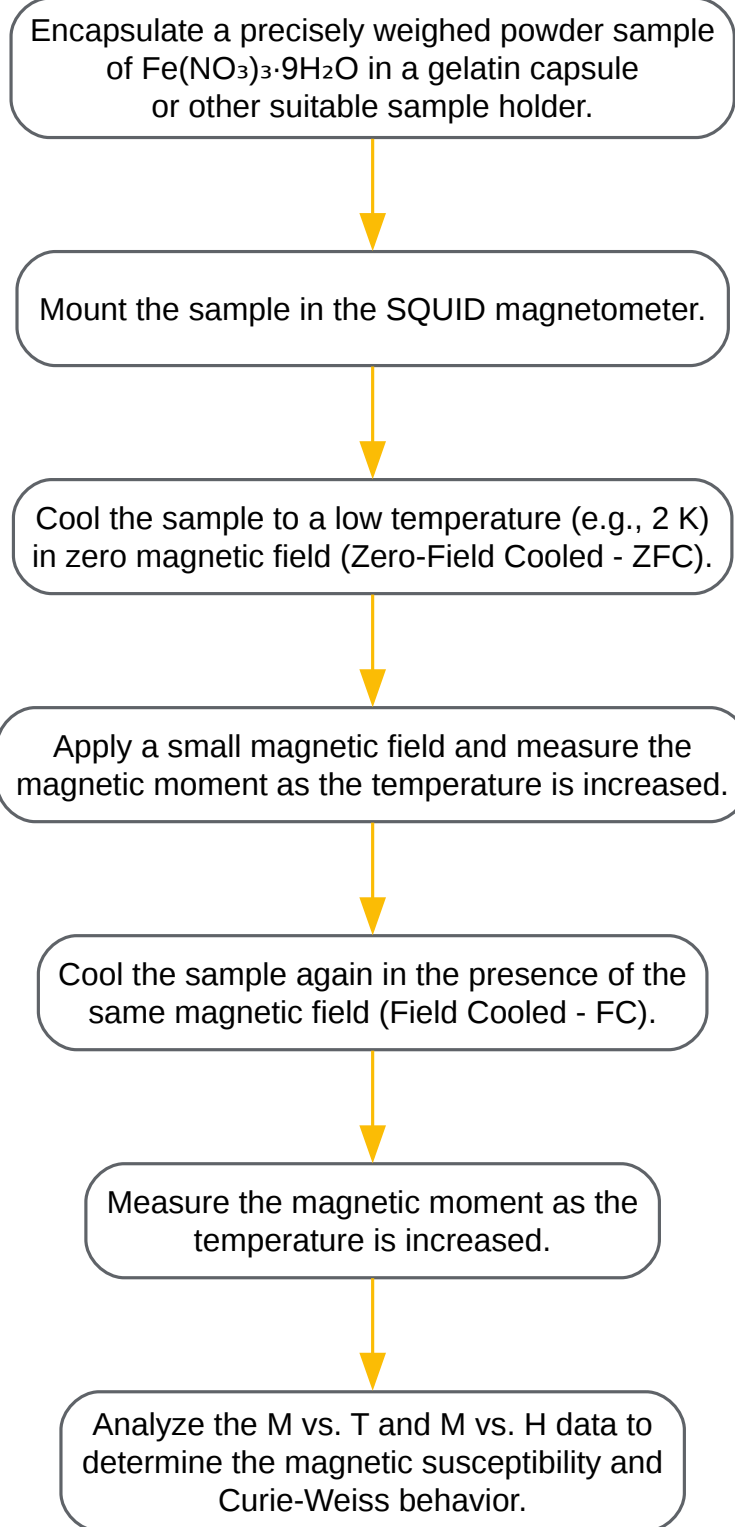 Encapsulate a precisely weighed powder sample
of Fe(NO₃)₃·9H₂O in a gelatin capsule
or other suitable sample holder.
Mount the sample in the SQUID magnetometer.
Cool the sample to a low temperature (e.g., 2 K)
in zero magnetic field (Zero-Field Cooled - ZFC).
Apply a small magnetic field and measure the
magnetic moment as the temperature is increased.
Cool the sample again in the presence of the
same magnetic field (Field Cooled - FC).
Measure the magnetic moment as the
temperature is increased.
Analyze the M vs. T and M vs. H data to
determine the magnetic susceptibility and
Curie-Weiss behavior.